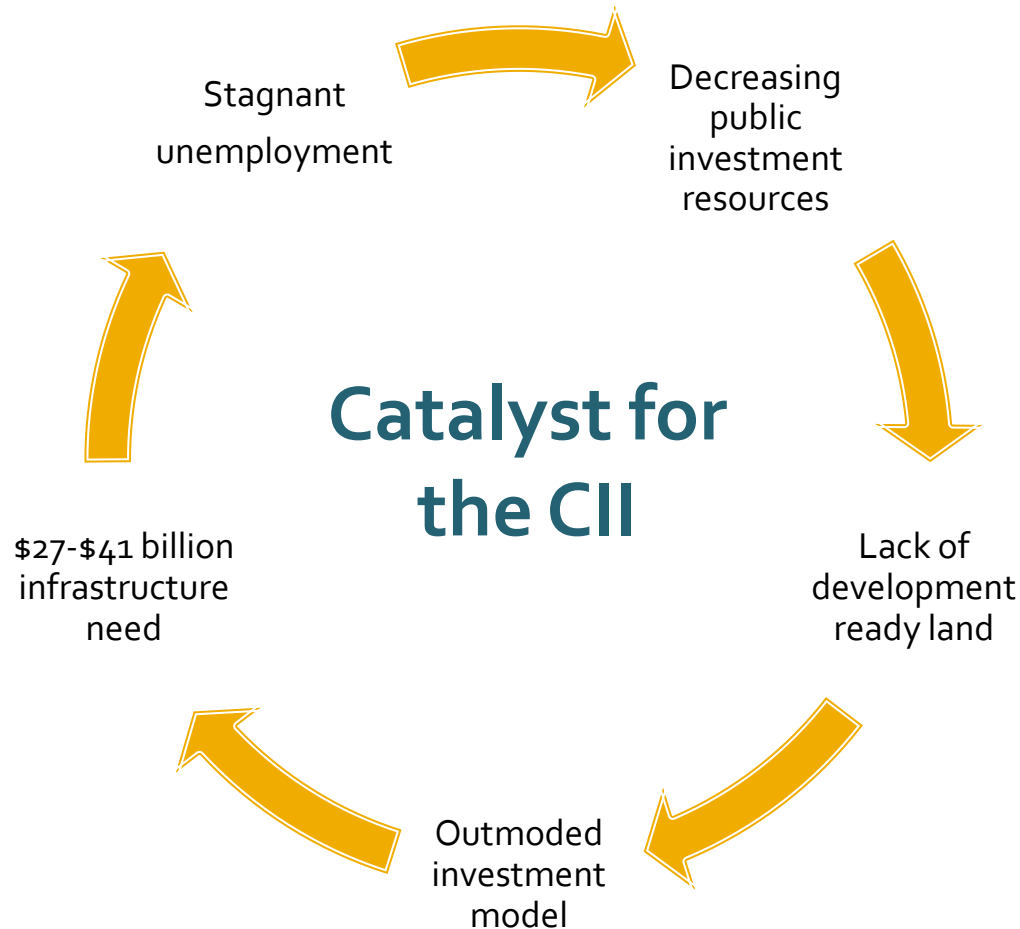 Stagnant
unemployment
Decreasing
public
investment
resources
Catalyst for
the CII
Lack of
development
ready land
Outmoded
investment
model
$27-$41 billion
infrastructure
need